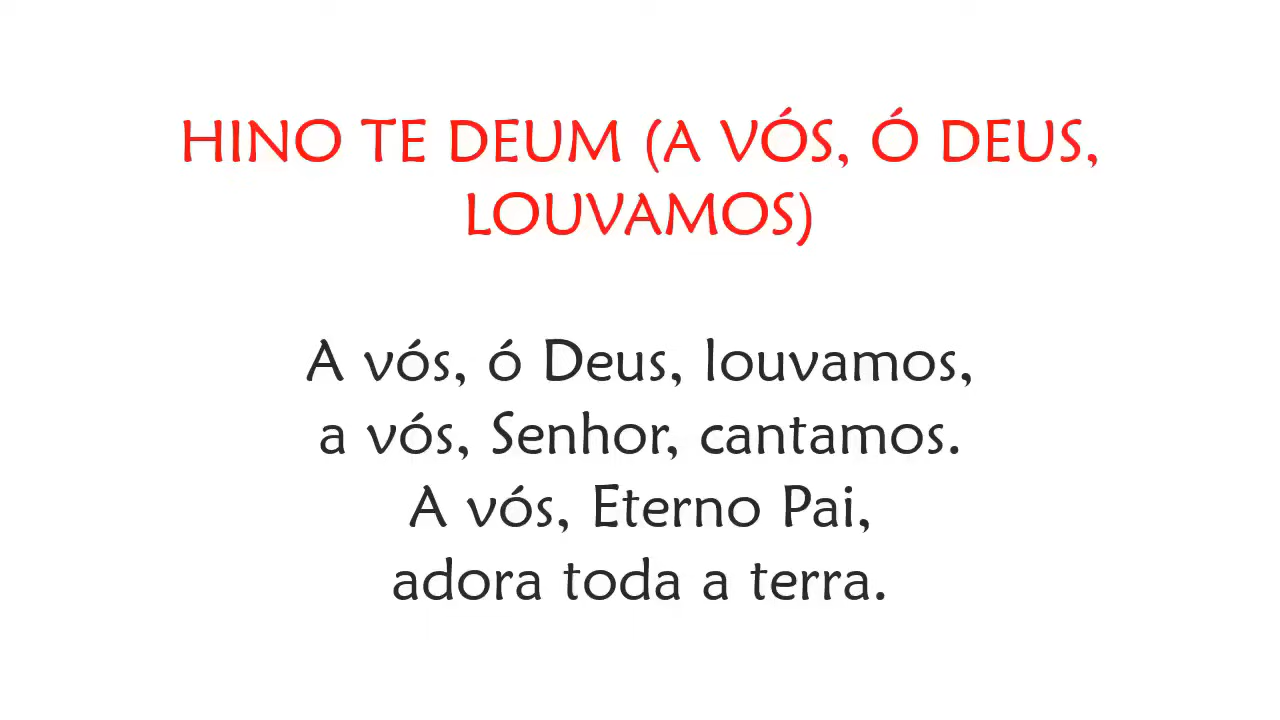 HINO TE DEUM (A VÓS, Ó DEUS,
LOUVAMOS)
A vós, ó Deus, louvamos,
a vós, Senhor, cantamos.
A vós, Eterno Pai,
adora toda a terra.